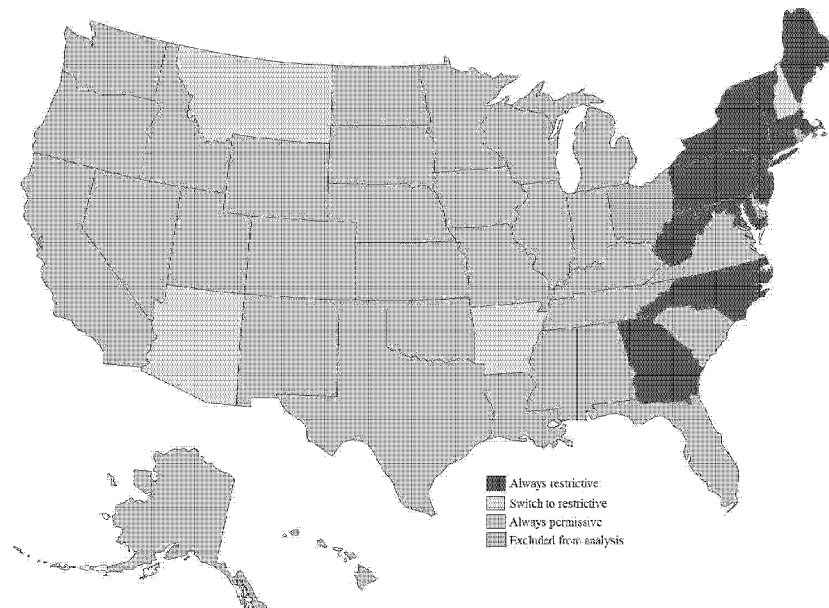 Always restrictive
Switch to restrictive
Always permissive
Excluded from analysis